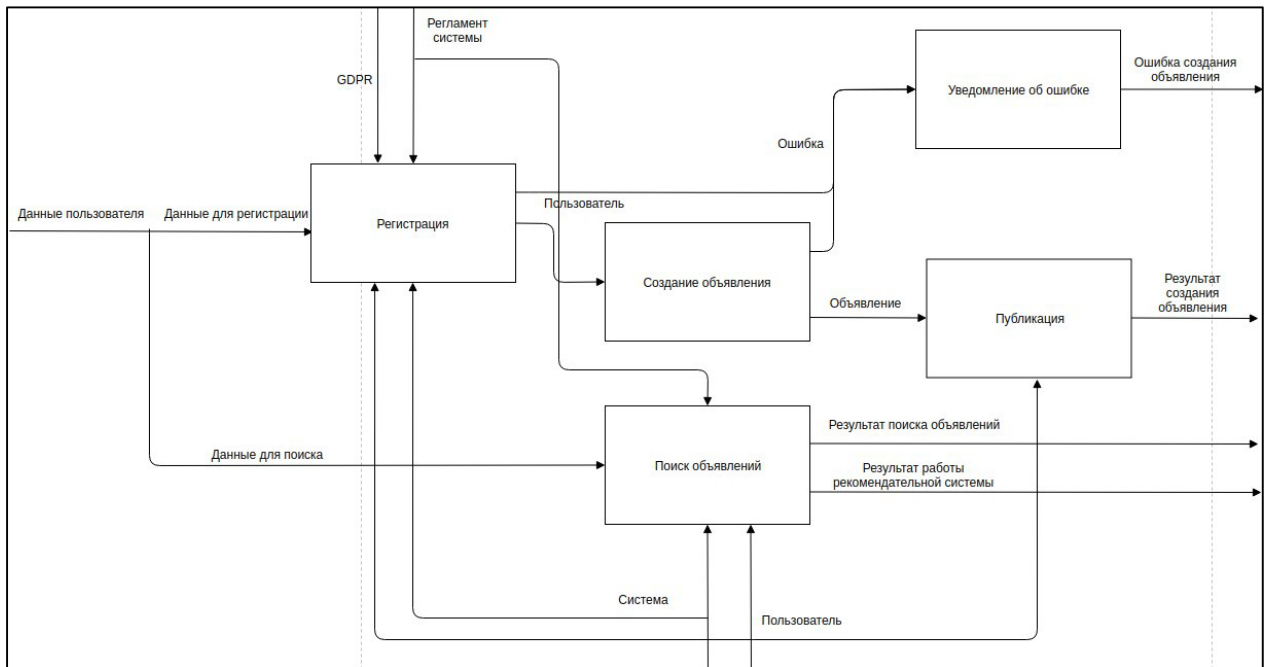 Регламент
системы
GDPR
Уведомление об ошибке
Ошибка создания
объявления
Ошибка
Данные пользователя
Данные для регистрации
Регистрация
Пользователь
Создание объявления
Объявление
Публикация
Результат
создания
объявления
Данные для поиска
Поиск объявлений
Результат поиска объявлений
Результат работы
рекомендательной системы
Система
Пользователь